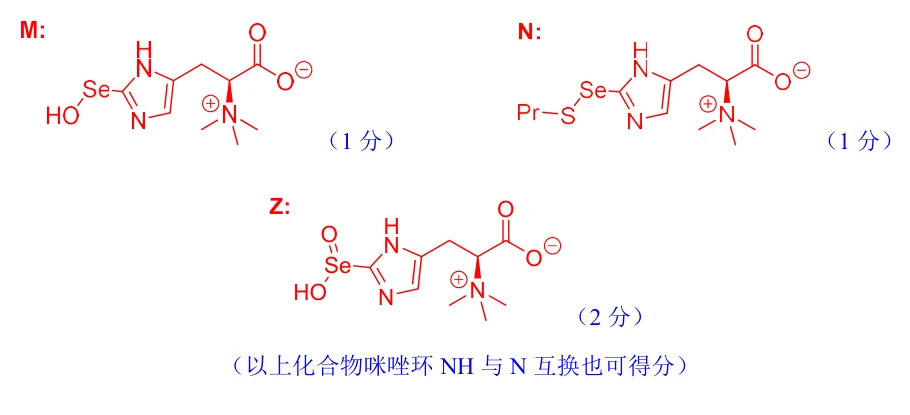 M: N:
H O H O
N N
Se O⊖ Se O⊖
HO N ⊕N Pr S N ⊕N
（1 分） （1 分）
Z:
O H O
N
Se O⊖
HO N ⊕N
（2 分）
（以上化合物咪唑环 NH 与 N 互换也可得分）